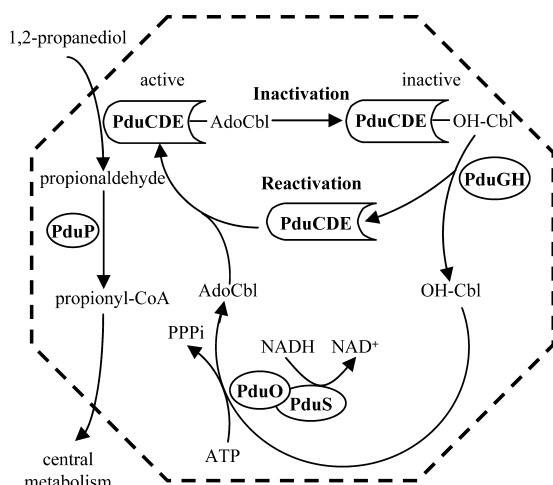 1,2-propanediol
active
inactive
Inactivation
PduCDE
AdoCbl
PduCDE
OH-Cbl
propionaldehyde
Reactivation
PduGH
PduCDE
PduP
propionyl-CoA
AdoCbl
OH-Cbl
PPPi
NADH
NAD⁺
PduO
PduS
ATP
central
metabolism